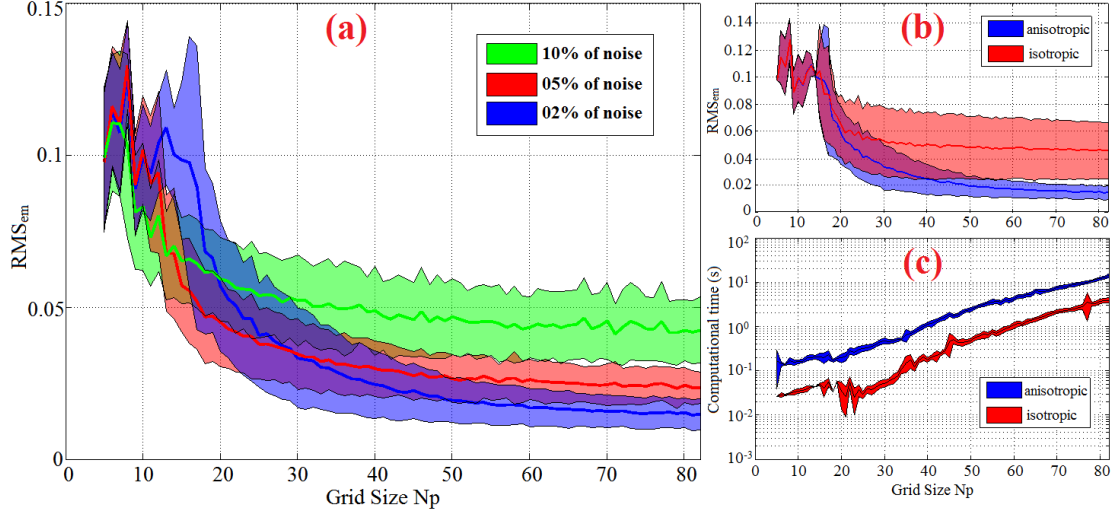 (a)
10% of noise
05% of noise
02% of noise
0.15
0.1
0.05
0
RMSem
0 10 20 30 40 50 60 70 80
Grid Size Np
(b)
anisotropic
isotropic
0.14
0.12
0.1
0.08
0.06
0.04
0.02
0
RMSem
0 10 20 30 40 50 60 70 80
(c)
anisotropic
isotropic
10^2
10^1
10^0
10^-1
10^-2
10^-3
Computational time (s)
0 10 20 30 40 50 60 70 80
Grid Size Np